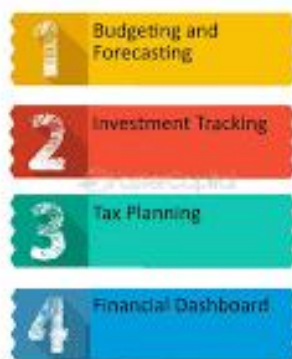 1
Budgeting and
Forecasting
2
Investment Tracking
3
Tax Planning
4
Financial Dashboard